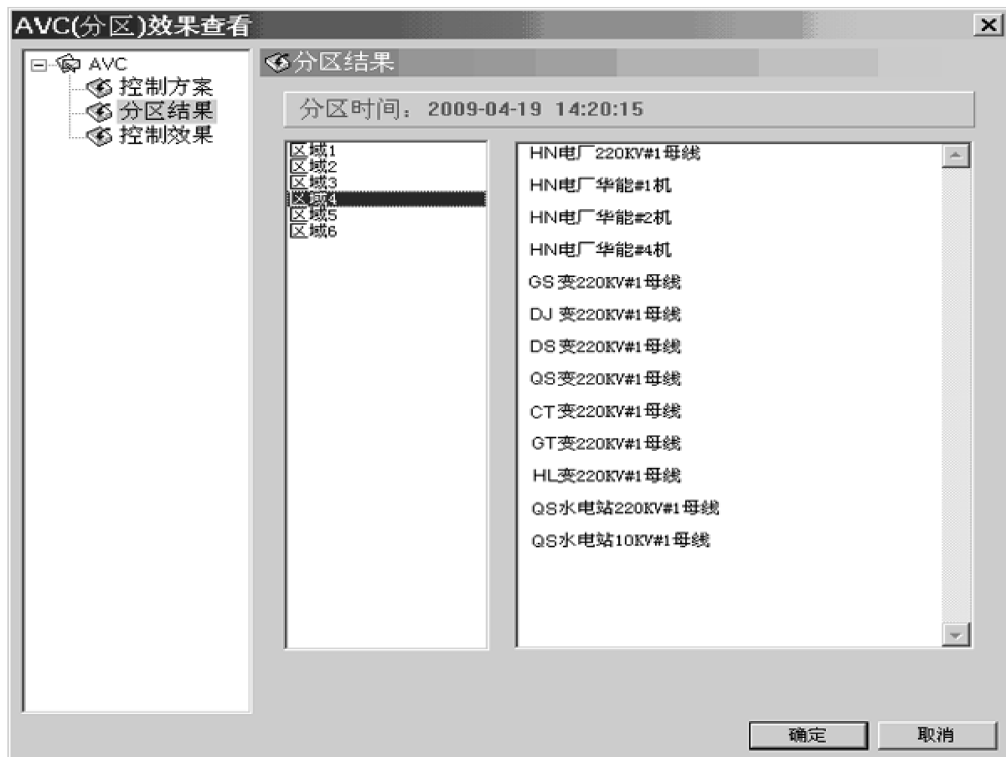 AVC(分区)效果查看
AVC
控制方案
分区结果
控制效果
分区结果
分区时间：2009-04-19 14:20:15
区域1
区域2
区域3
区域4
区域5
区域6
HN电厂220KV#1母线
HN电厂华能#1机
HN电厂华能#2机
HN电厂华能#4机
GS变220KV#1母线
DJ 变220KV#1母线
DS变220KV#1母线
QS变220KV#1母线
CT变220KV#1母线
GT变220KV#1母线
HL变220KV#1母线
QS水电站220KV#1母线
QS水电站10KV#1母线
确定
取消